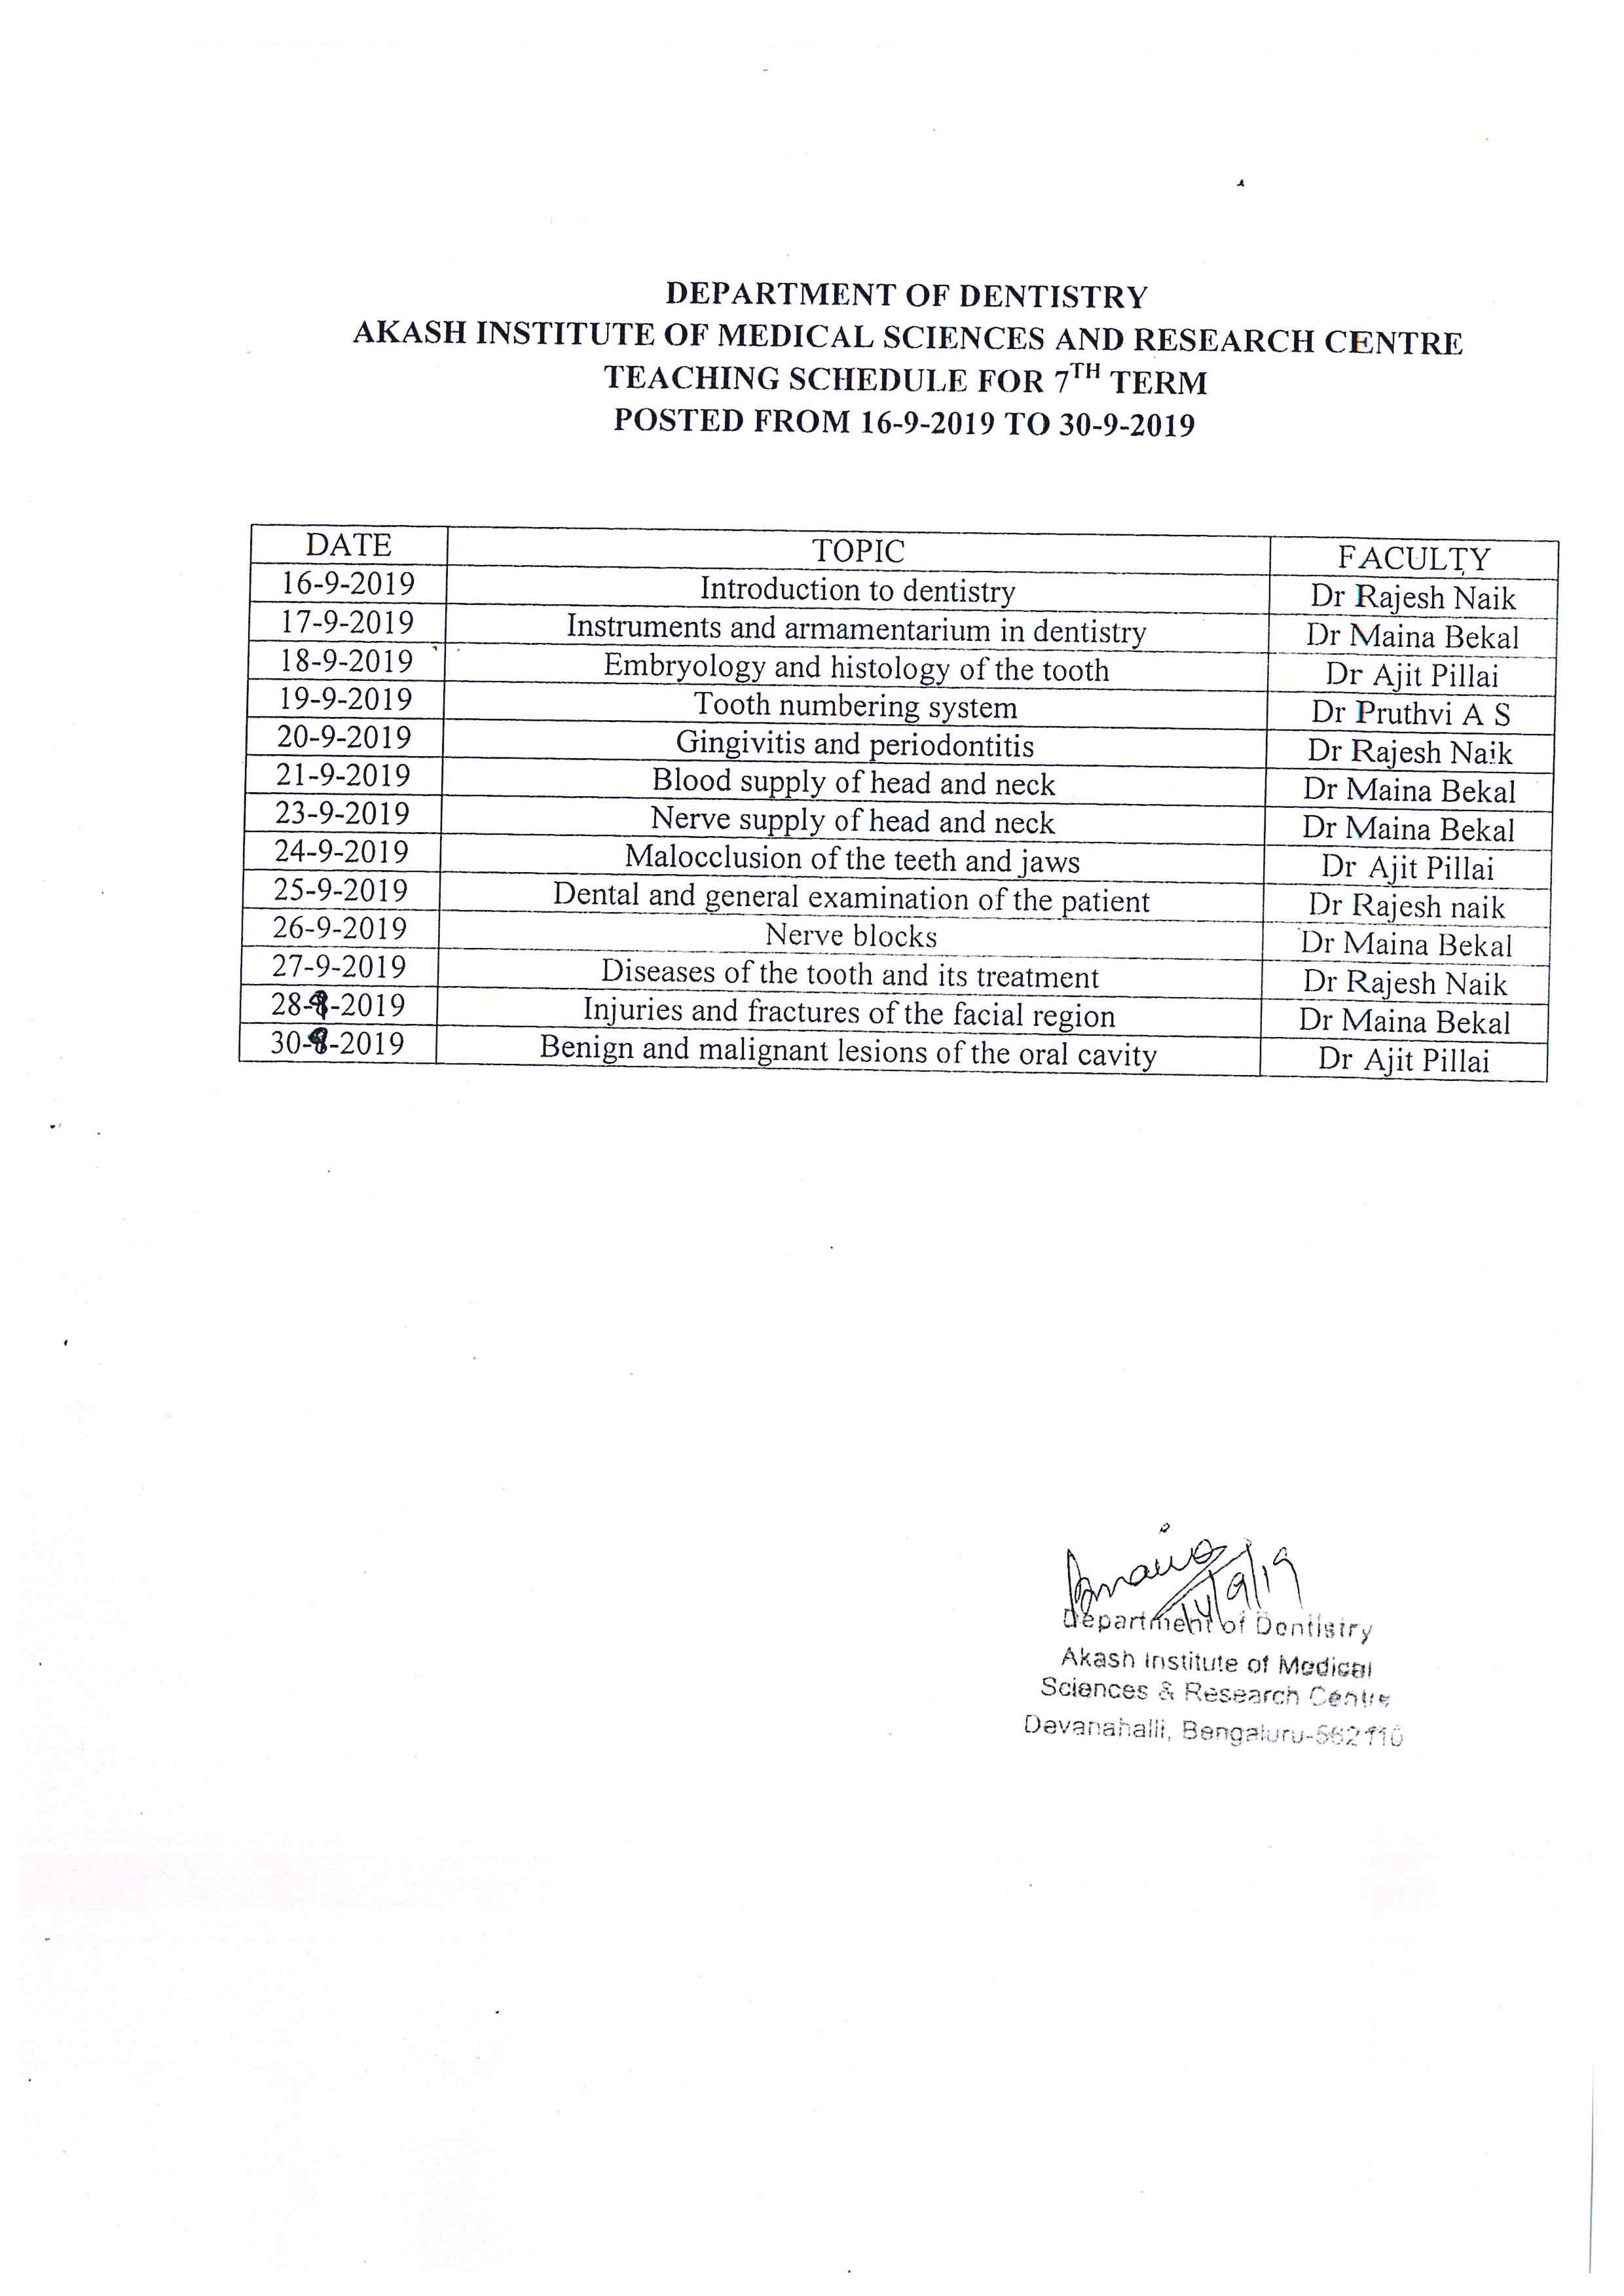 DEPARTMENT OF DENTISTRY
AKASH INSTITUTE OF MEDICAL SCIENCES AND RESEARCH CENTRE
TEACHING SCHEDULE FOR 7TH TERM
POSTED FROM 16-9-2019 TO 30-9-2019
DATE TOPIC FACULTY
16-9-2019 Introduction to dentistry Dr Rajesh Naik
17-9-2019 Instruments and armamentarium in dentistry Dr Maina Bekal
18-9-2019 Embryology and histology of the tooth Dr Ajit Pillai
19-9-2019 Tooth numbering system Dr Pruthvi A S
20-9-2019 Gingivitis and periodontitis Dr Rajesh Naik
21-9-2019 Blood supply of head and neck Dr Maina Bekal
23-9-2019 Nerve supply of head and neck Dr Maina Bekal
24-9-2019 Malocclusion of the teeth and jaws Dr Ajit Pillai
25-9-2019 Dental and general examination of the patient Dr Rajesh naik
26-9-2019 Nerve blocks Dr Maina Bekal
27-9-2019 Diseases of the tooth and its treatment Dr Rajesh Naik
28-9-2019 Injuries and fractures of the facial region Dr Maina Bekal
30-9-2019 Benign and malignant lesions of the oral cavity Dr Ajit Pillai
14/9/19
Department of Dentistry
Akash Institute of Medical
Sciences & Research Centre
Devanahalli, Bengaluru-562110